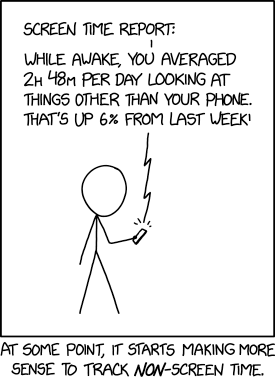 SCREEN TIME REPORT:
WHILE AWAKE, YOU AVERAGED
2H 48M PER DAY LOOKING AT
THINGS OTHER THAN YOUR PHONE.
THAT'S UP 6% FROM LAST WEEK!
AT SOME POINT, IT STARTS MAKING MORE
SENSE TO TRACK NON-SCREEN TIME.